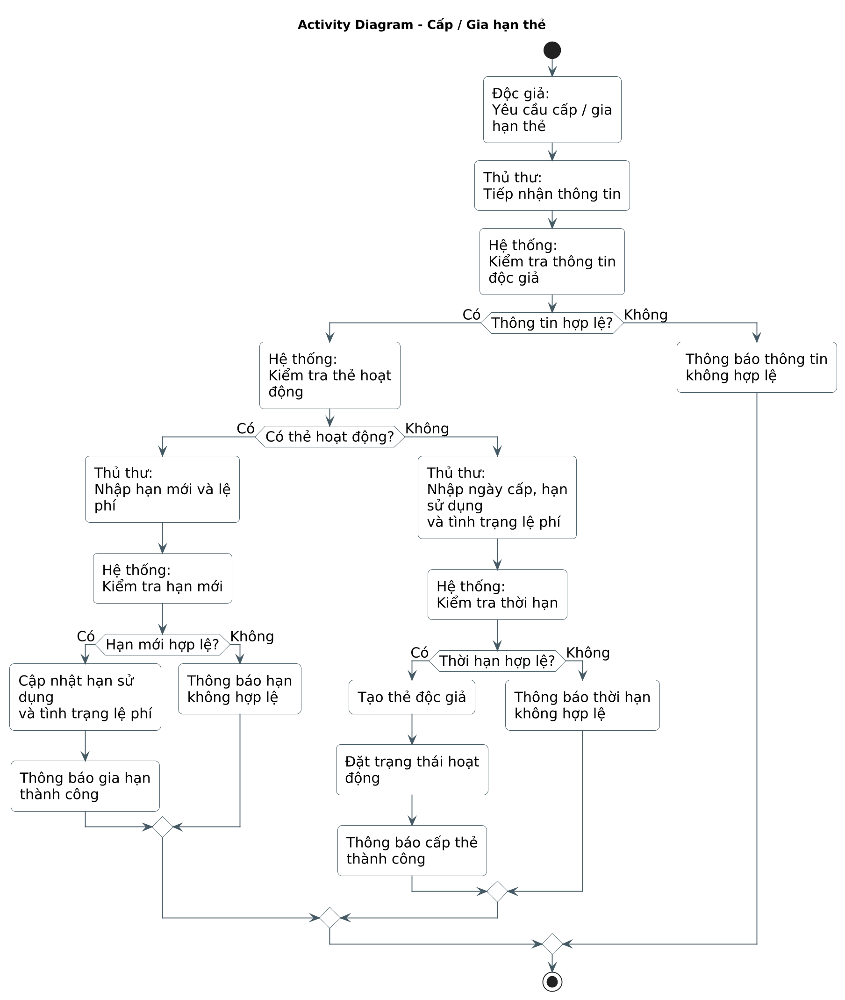 Activity Diagram - Cấp / Gia hạn thẻ
Độc giả:
Yêu cầu cấp / gia
hạn thẻ
Thủ thư:
Tiếp nhận thông tin
Hệ thống:
Kiểm tra thông tin
độc giả
Có
Thông tin hợp lệ?
Không
Hệ thống:
Kiểm tra thẻ hoạt
động
Thông báo thông tin
không hợp lệ
Có
Có thẻ hoạt động?
Không
Thủ thư:
Nhập hạn mới và lệ
phí
Hệ thống:
Kiểm tra hạn mới
Có
Hạn mới hợp lệ?
Không
Cập nhật hạn sử
dụng
và tình trạng lệ phí
Thông báo gia hạn
thành công
Thông báo hạn
không hợp lệ
Thủ thư:
Nhập ngày cấp, hạn
sử dụng
và tình trạng lệ phí
Hệ thống:
Kiểm tra thời hạn
Có
Thời hạn hợp lệ?
Không
Tạo thẻ độc giả
Đặt trạng thái hoạt
động
Thông báo cấp thẻ
thành công
Thông báo thời hạn
không hợp lệ